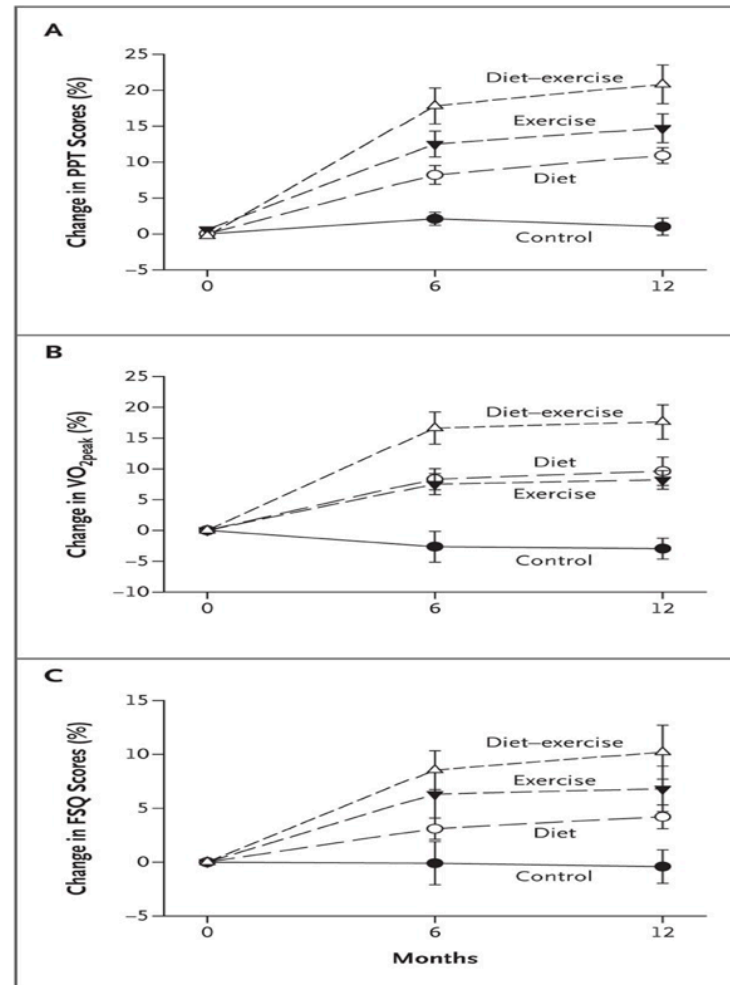 A
Change in PPT Scores (%)
25
20
15
10
5
0
−5
Diet–exercise
Exercise
Diet
Control
0 6 12
B
Change in VO2peak (%)
25
20
15
10
5
0
−5
−10
Diet–exercise
Diet
Exercise
Control
0 6 12
C
Change in FSQ Scores (%)
15
10
5
0
−5
Diet–exercise
Exercise
Diet
Control
0 6 12
Months